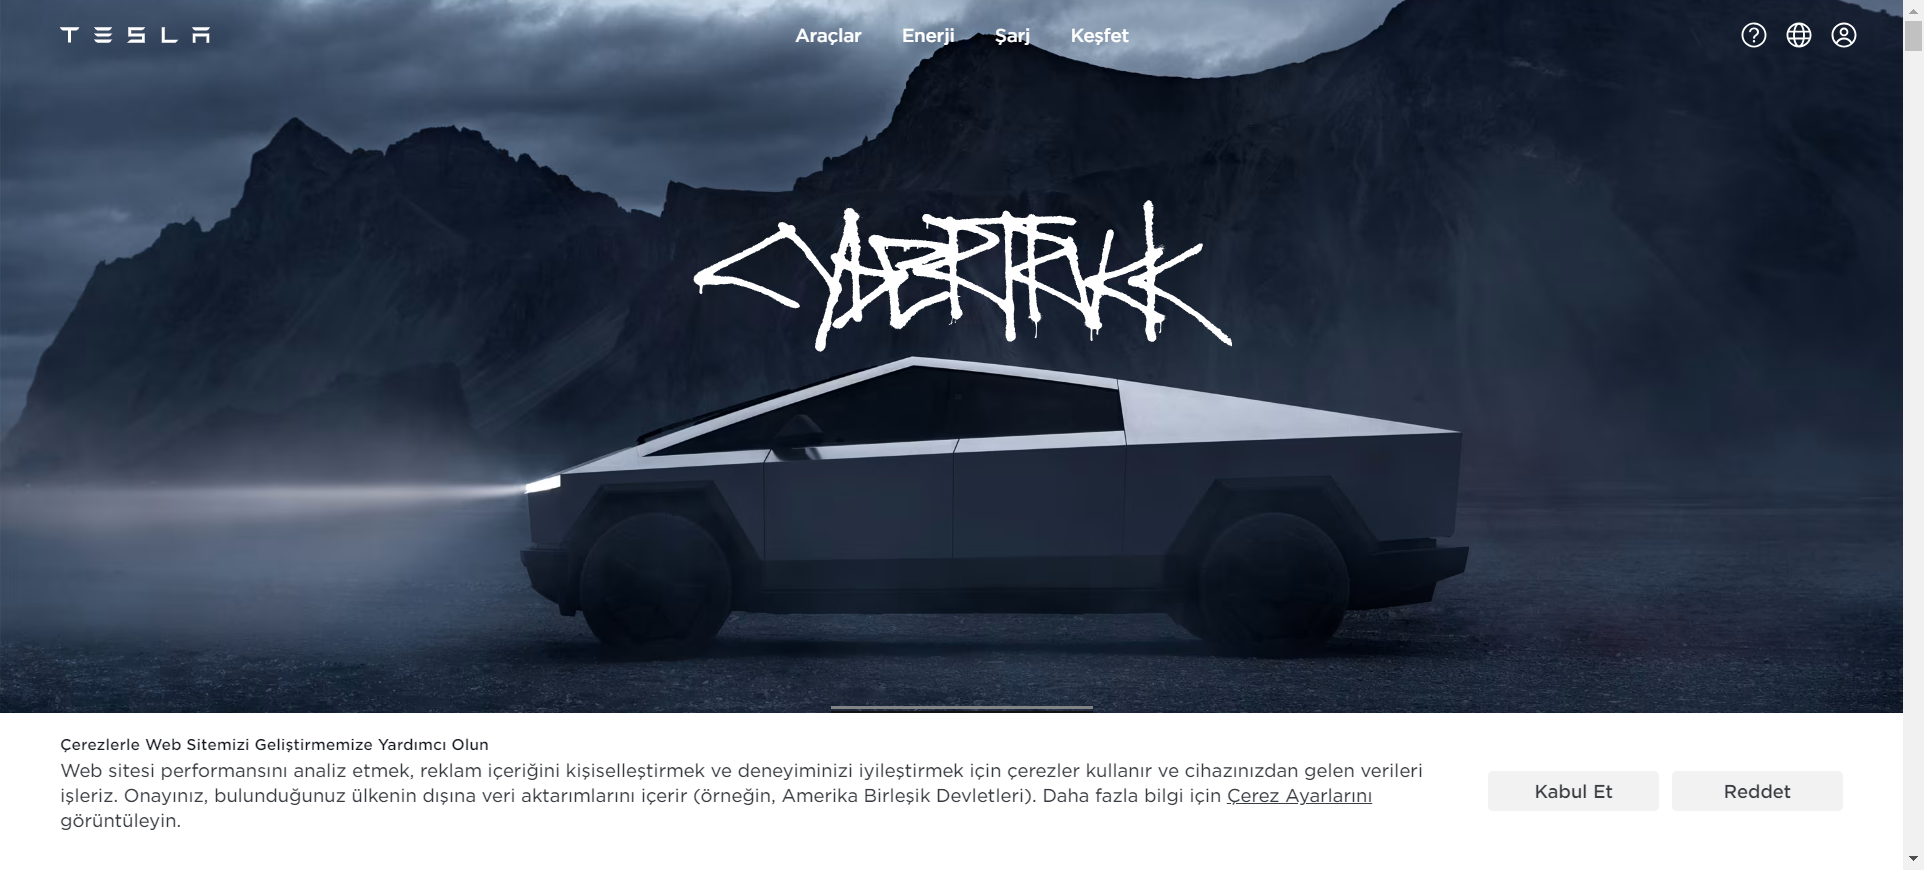 TESLA
Araçlar Enerji Şarj Keşfet
CYBERTRUCK
Çerezlerle Web Sitemizi Geliştirmemize Yardımcı Olun
Web sitesi performansını analiz etmek, reklam içeriğini kişiselleştirmek ve deneyiminizi iyileştirmek için çerezler kullanır ve cihazınızdan gelen verileri
işleriz. Onayınız, bulunduğunuz ülkenin dışına veri aktarımlarını içerir (örneğin, Amerika Birleşik Devletleri). Daha fazla bilgi için Çerez Ayarlarını
görüntüleyin.
Kabul Et Reddet